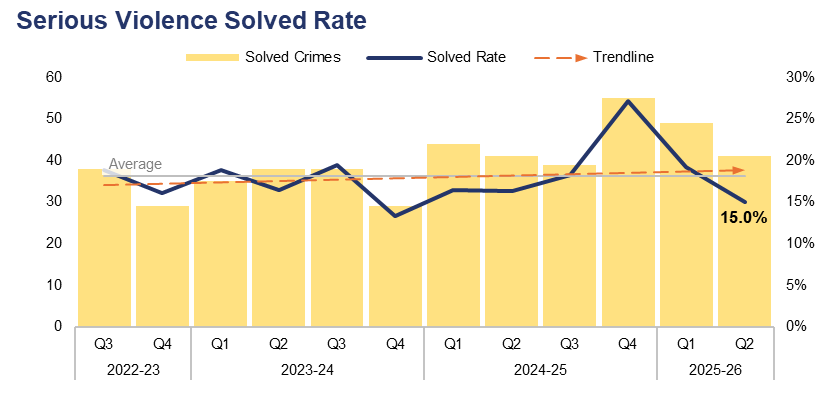 Serious Violence Solved Rate
Solved Crimes Solved Rate Trendline
60 30%
50 25%
Average
40 20%
30 15%
15.0%
20 10%
10 5%
0 0%
Q3 Q4 Q1 Q2 Q3 Q4 Q1 Q2 Q3 Q4 Q1 Q2
2022-23 2023-24 2024-25 2025-26